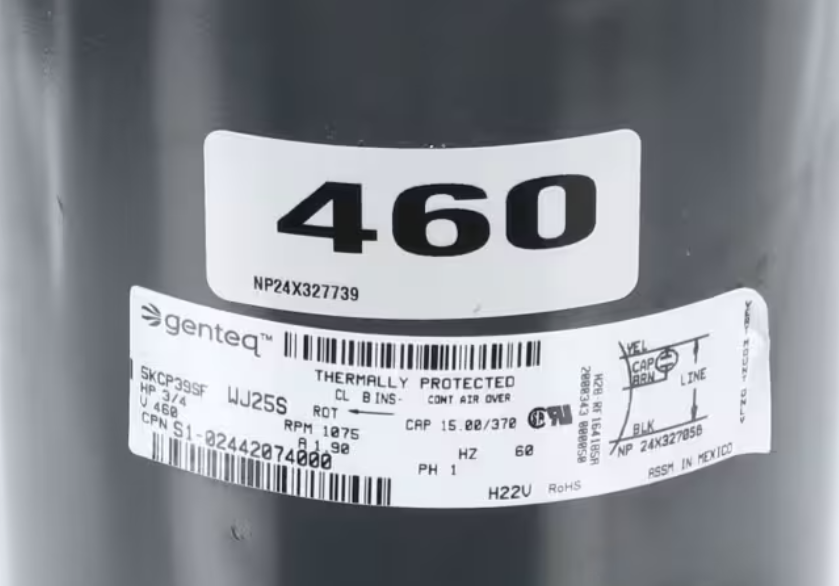 460
NP24X327739
genteq™
THERMALLY PROTECTED
CL B INS- CONT AIR OVER
5KCP39SF WJ25S ROT
HP 3/4
RPM 1075 CAP 15.00/370
V 460
A 1.90 HZ 60
CPN S1-02442074000
PH 1
H22V RoHS
YEL
CAP
BRN
LINE
BLK
NP 24X327056
ASSM IN MEXICO